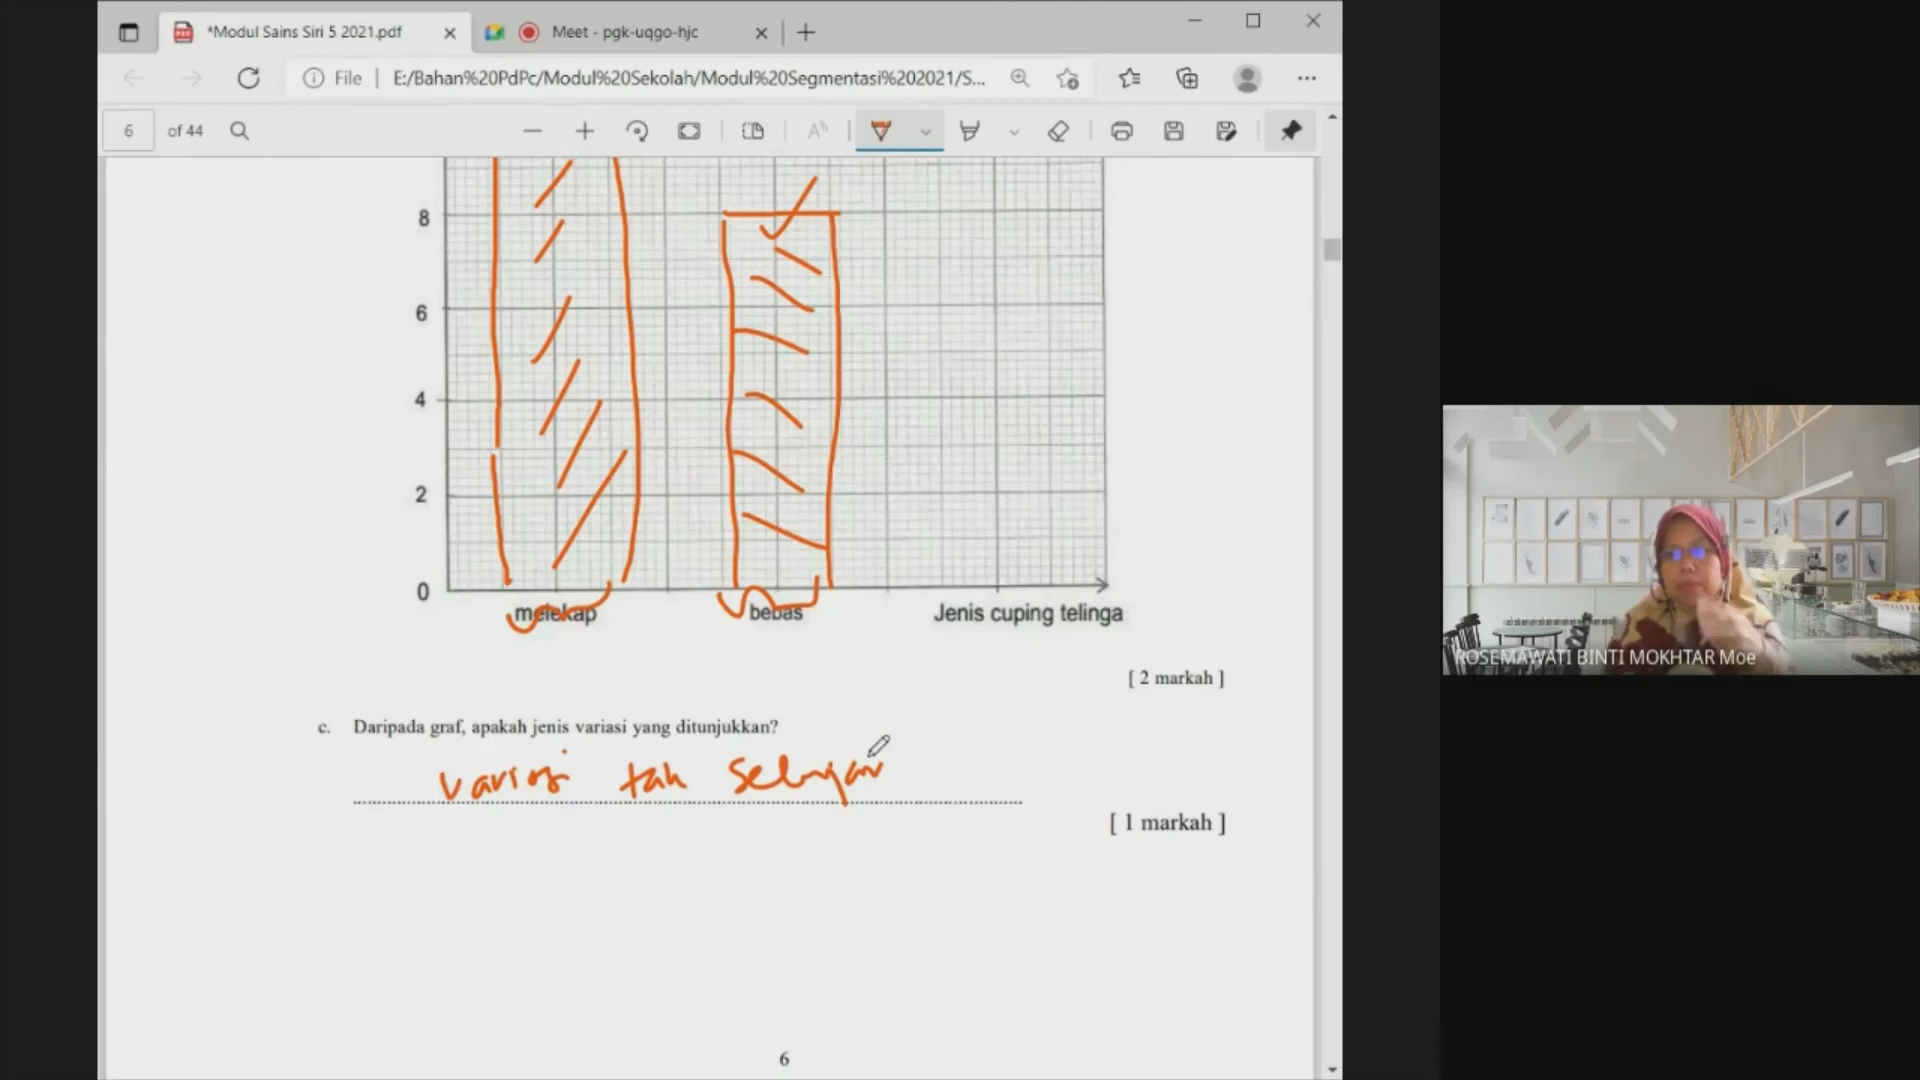 *Modul Sains Siri 5 2021.pdf
Meet - pgk-uqgo-hjc
File
E:/Bahan%20PdPc/Modul%20Sekolah/Modul%20Segmentasi%202021/S...
6 of 44
8
6
4
2
0
melekap bebas Jenis cuping telinga
[ 2 markah ]
c. Daripada graf, apakah jenis variasi yang ditunjukkan?
variasi tak selanjar
[ 1 markah ]
6
ROSEMAWATI BINTI MOKHTAR Moe